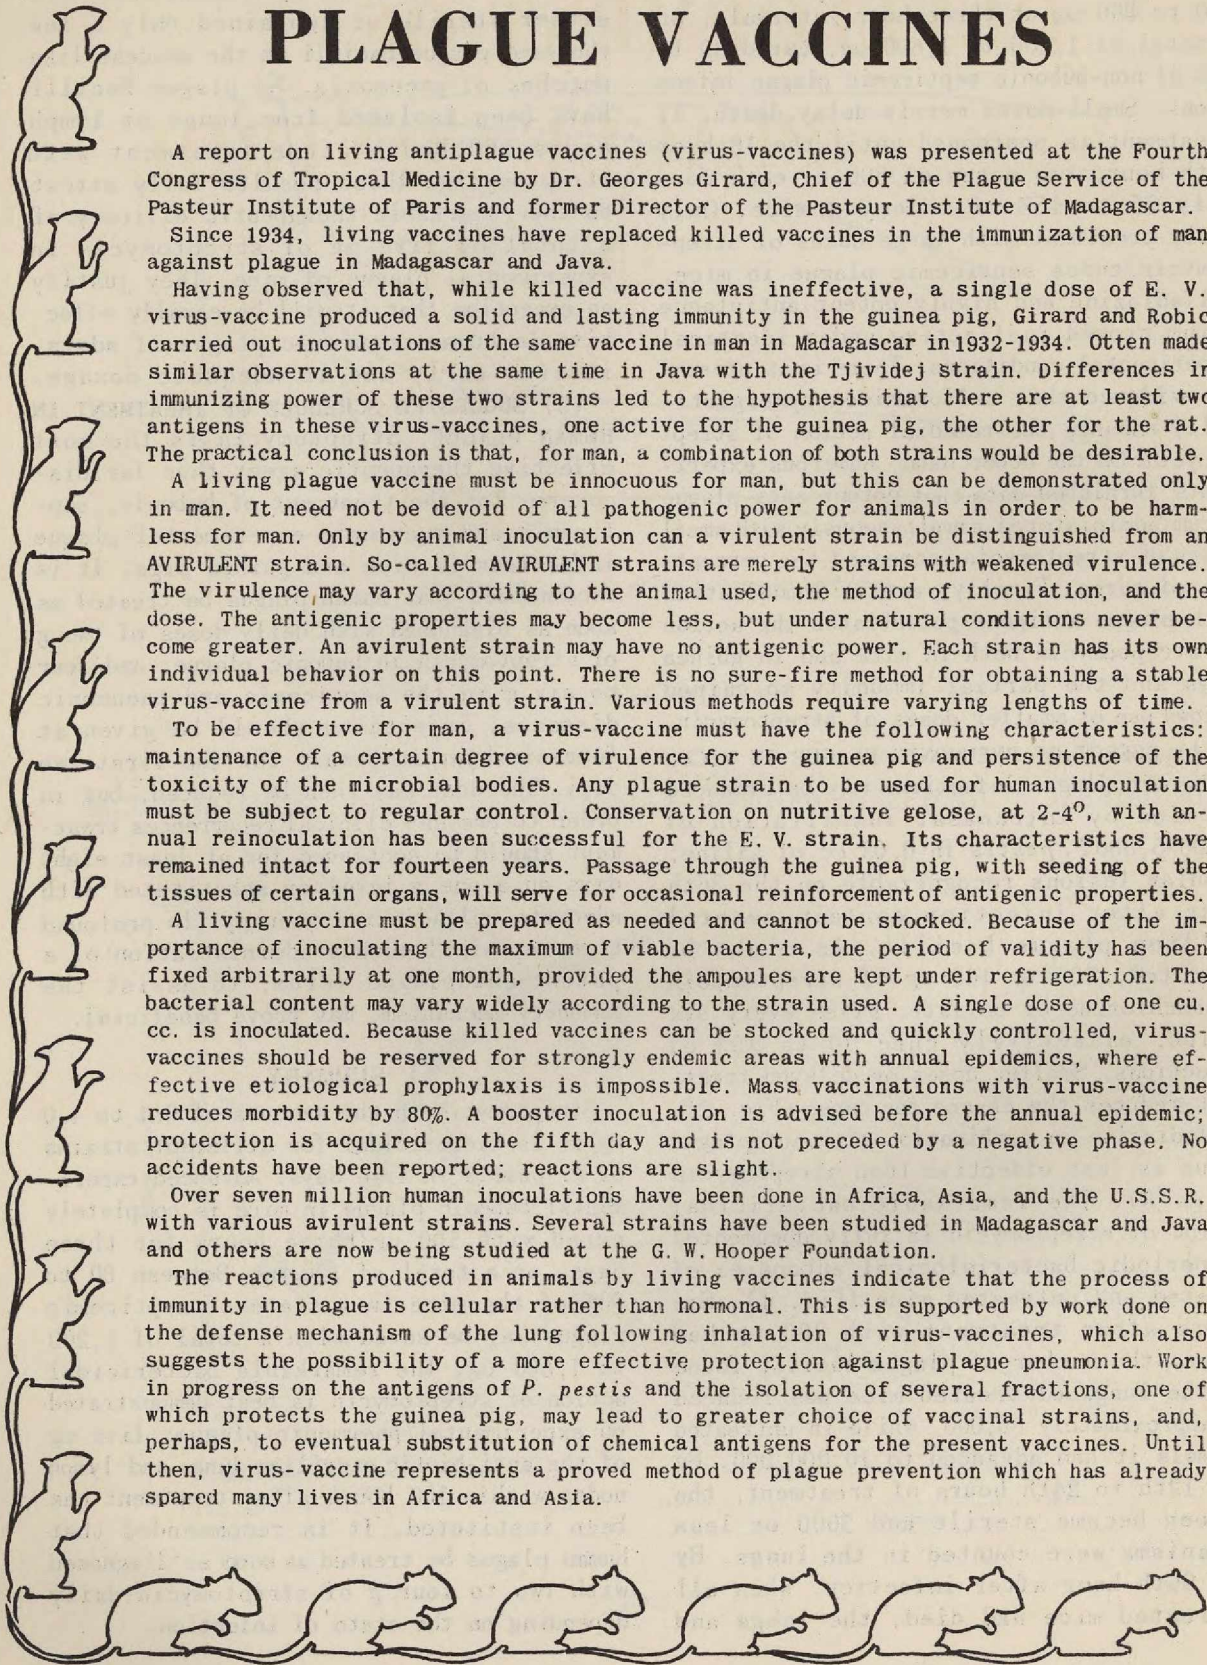 PLAGUE VACCINES
A report on living antiplague vaccines (virus-vaccines) was presented at the Fourth
Congress of Tropical Medicine by Dr. Georges Girard, Chief of the Plague Service of the
Pasteur Institute of Paris and former Director of the Pasteur Institute of Madagascar.
Since 1934, living vaccines have replaced killed vaccines in the immunization of man
against plague in Madagascar and Java.
Having observed that, while killed vaccine was ineffective, a single dose of E. V.
virus-vaccine produced a solid and lasting immunity in the guinea pig, Girard and Robic
carried out inoculations of the same vaccine in man in Madagascar in 1932-1934. Otten made
similar observations at the same time in Java with the Tjividej strain. Differences in
immunizing power of these two strains led to the hypothesis that there are at least two
antigens in these virus-vaccines, one active for the guinea pig, the other for the rat.
The practical conclusion is that, for man, a combination of both strains would be desirable.
A living plague vaccine must be innocuous for man, but this can be demonstrated only
in man. It need not be devoid of all pathogenic power for animals in order to be harm-
less for man. Only by animal inoculation can a virulent strain be distinguished from an
AVIRULENT strain. So-called AVIRULENT strains are merely strains with weakened virulence.
The virulence may vary according to the animal used, the method of inoculation, and the
dose. The antigenic properties may become less, but under natural conditions never be-
come greater. An avirulent strain may have no antigenic power. Each strain has its own
individual behavior on this point. There is no sure-fire method for obtaining a stable
virus-vaccine from a virulent strain. Various methods require varying lengths of time.
To be effective for man, a virus-vaccine must have the following characteristics:
maintenance of a certain degree of virulence for the guinea pig and persistence of the
toxicity of the microbial bodies. Any plague strain to be used for human inoculation
must be subject to regular control. Conservation on nutritive gelose, at 2-4°, with an-
nual reinoculation has been successful for the E. V. strain. Its characteristics have
remained intact for fourteen years. Passage through the guinea pig, with seeding of the
tissues of certain organs, will serve for occasional reinforcement of antigenic properties.
A living vaccine must be prepared as needed and cannot be stocked. Because of the im-
portance of inoculating the maximum of viable bacteria, the period of validity has been
fixed arbitrarily at one month, provided the ampoules are kept under refrigeration. The
bacterial content may vary widely according to the strain used. A single dose of one cu.
cc. is inoculated. Because killed vaccines can be stocked and quickly controlled, virus-
vaccines should be reserved for strongly endemic areas with annual epidemics, where ef-
fective etiological prophylaxis is impossible. Mass vaccinations with virus-vaccine
reduces morbidity by 80%. A booster inoculation is advised before the annual epidemic;
protection is acquired on the fifth day and is not preceded by a negative phase. No
accidents have been reported; reactions are slight.
Over seven million human inoculations have been done in Africa, Asia, and the U.S.S.R.
with various avirulent strains. Several strains have been studied in Madagascar and Java
and others are now being studied at the G. W. Hooper Foundation.
The reactions produced in animals by living vaccines indicate that the process of
immunity in plague is cellular rather than hormonal. This is supported by work done on
the defense mechanism of the lung following inhalation of virus-vaccines, which also
suggests the possibility of a more effective protection against plague pneumonia. Work
in progress on the antigens of P. pestis and the isolation of several fractions, one of
which protects the guinea pig, may lead to greater choice of vaccinal strains, and,
perhaps, to eventual substitution of chemical antigens for the present vaccines. Until
then, virus-vaccine represents a proved method of plague prevention which has already
spared many lives in Africa and Asia.